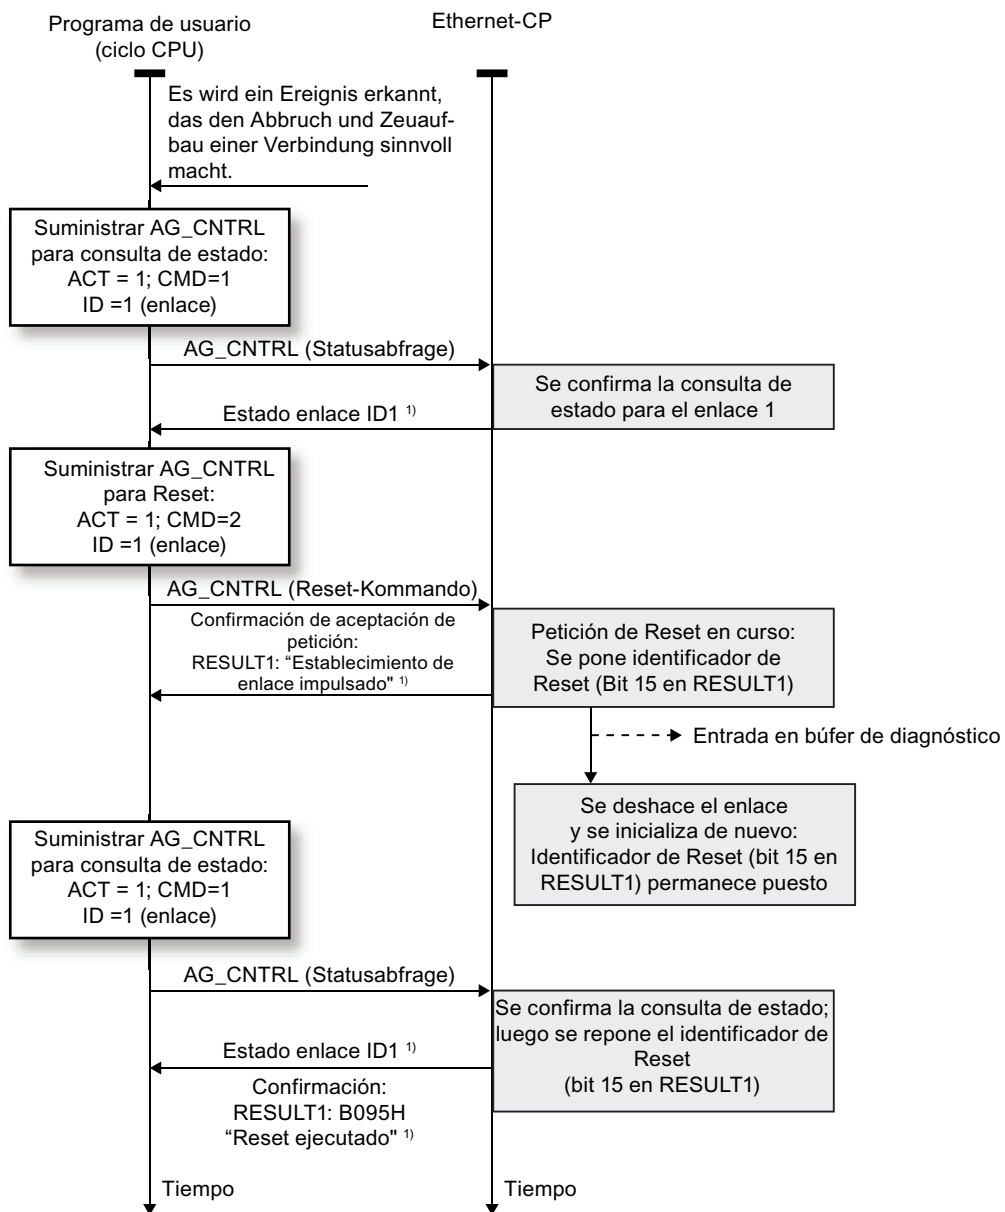 Programa de usuario
(ciclo CPU)
Ethernet-CP
Es wird ein Ereignis erkannt,
das den Abbruch und Zeuauf-
bau einer Verbindung sinnvoll
macht.
Suministrar AG_CNTRL
para consulta de estado:
ACT = 1; CMD=1
ID =1 (enlace)
AG_CNTRL (Statusabfrage)
Se confirma la consulta de
estado para el enlace 1
Estado enlace ID1 1)
Suministrar AG_CNTRL
para Reset:
ACT = 1; CMD=2
ID =1 (enlace)
AG_CNTRL (Reset-Kommando)
Confirmación de aceptación de
petición:
RESULT1: “Establecimiento de
enlace impulsado" 1)
Petición de Reset en curso:
Se pone identificador de
Reset (Bit 15 en RESULT1)
Entrada en búfer de diagnóstico
Se deshace el enlace
y se inicializa de nuevo:
Identificador de Reset (bit 15 en
RESULT1) permanece puesto
Suministrar AG_CNTRL
para consulta de estado:
ACT = 1; CMD=1
ID =1 (enlace)
AG_CNTRL (Statusabfrage)
Se confirma la consulta de estado;
luego se repone el identificador de
Reset
(bit 15 en RESULT1)
Estado enlace ID1 1)
Confirmación:
RESULT1: B095H
“Reset ejecutado" 1)
Tiempo
Tiempo